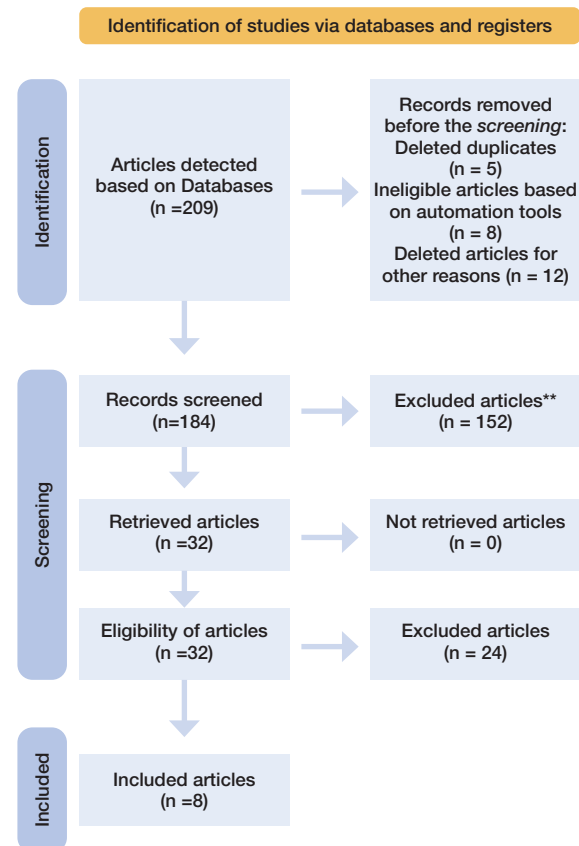 Identification of studies via databases and registers
Identification
Articles detected
based on Databases
(n =209)
Records removed
before the screening:
Deleted duplicates
(n = 5)
Ineligible articles based
on automation tools
(n = 8)
Deleted articles for
other reasons (n = 12)
Screening
Records screened
(n=184)
Excluded articles**
(n = 152)
Retrieved articles
(n =32)
Not retrieved articles
(n = 0)
Eligibility of articles
(n =32)
Excluded articles
(n = 24)
Included
Included articles
(n =8)